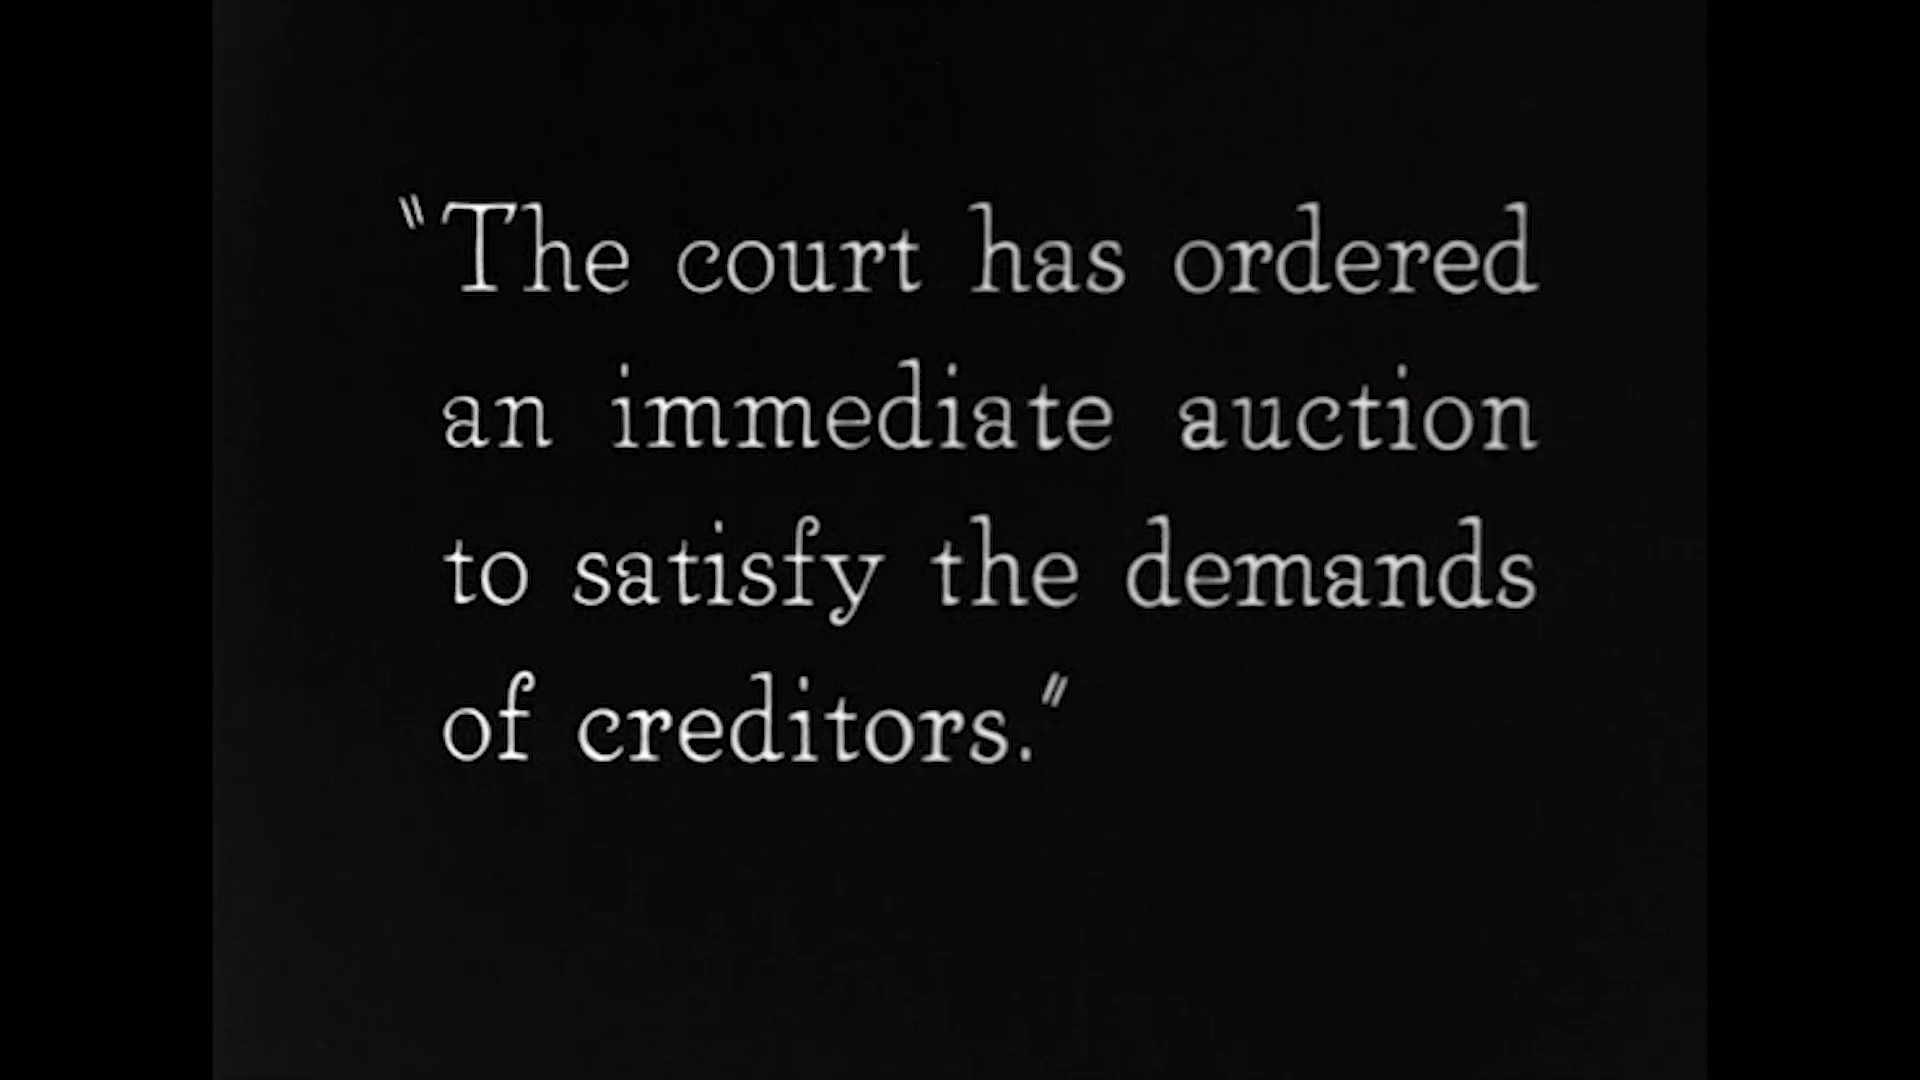 "The court has ordered
an immediate auction
to satisfy the demands
of creditors."